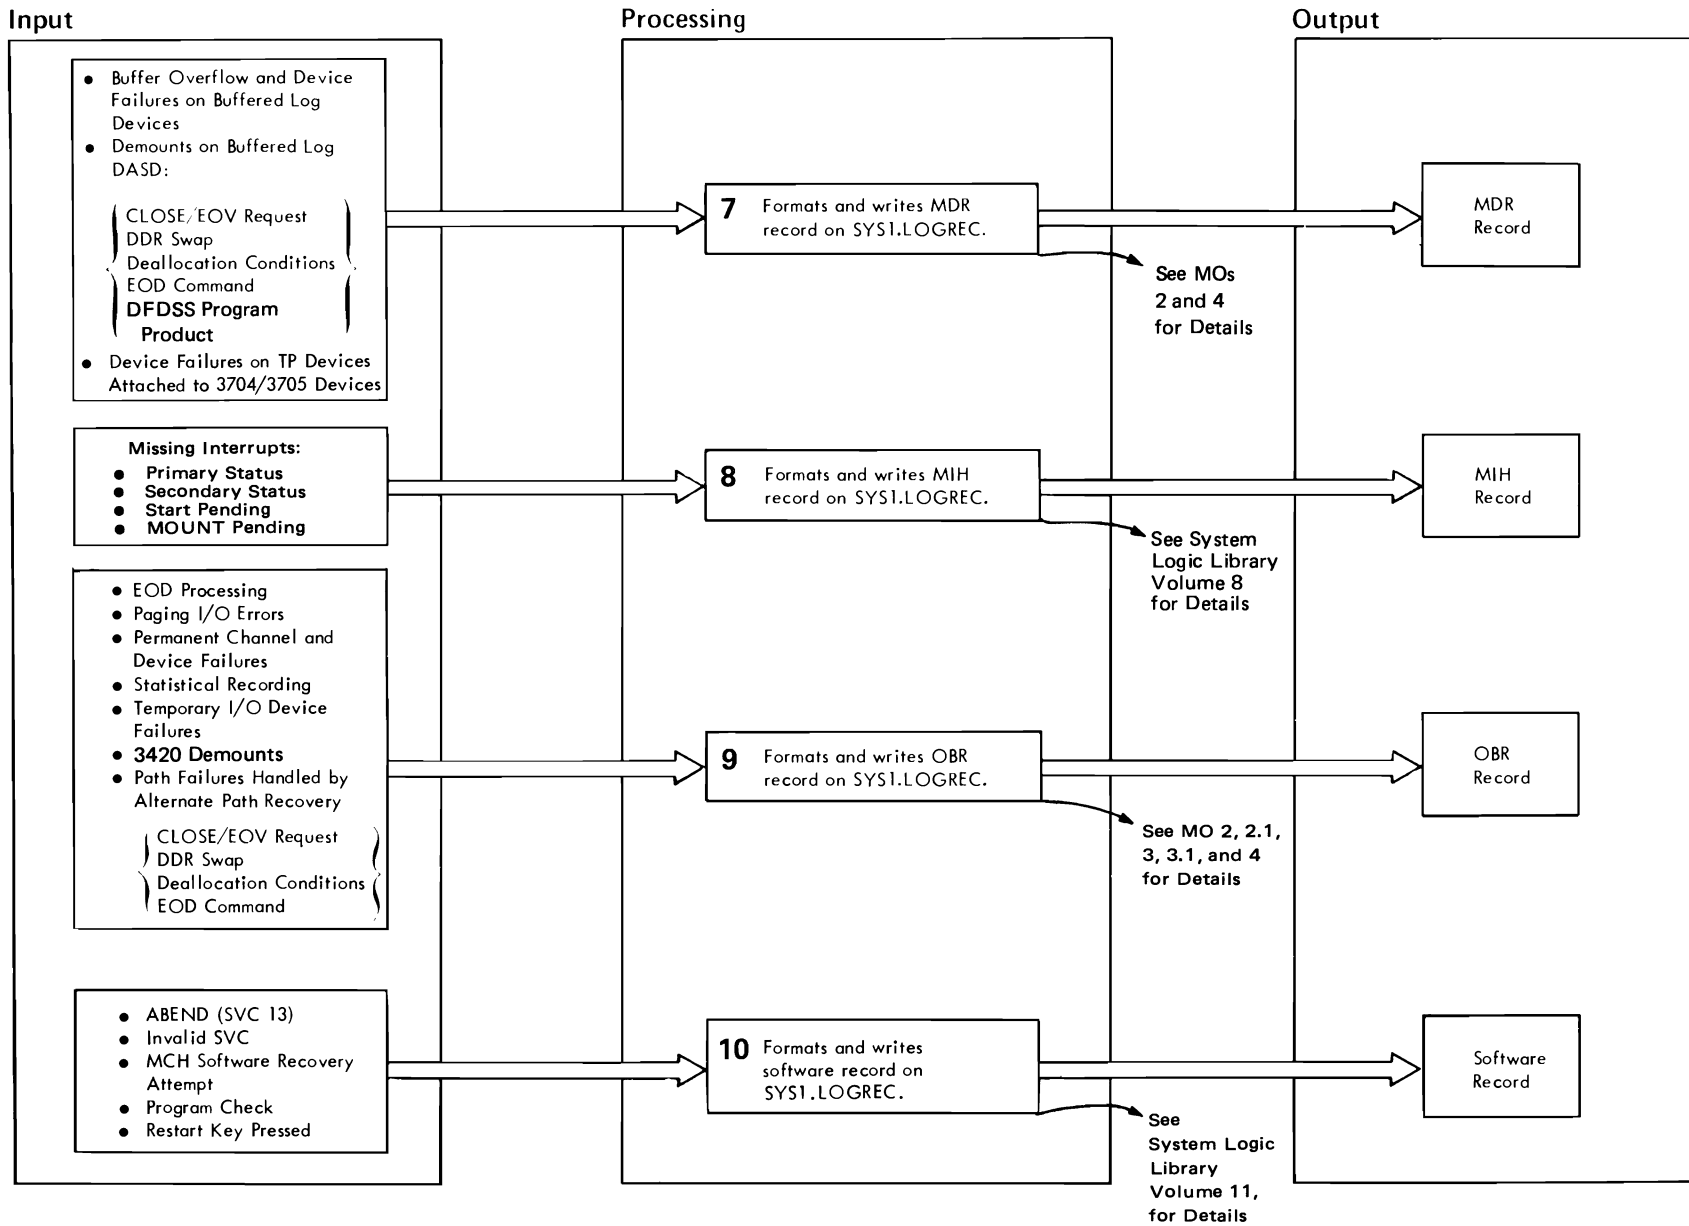 Input
Processing
Output
● Buffer Overflow and Device
Failures on Buffered Log
Devices
● Demounts on Buffered Log
DASD:
CLOSE/EOV Request
DDR Swap
Deallocation Conditions
EOD Command
DFDSS Program
Product
● Device Failures on TP Devices
Attached to 3704/3705 Devices
7 Formats and writes MDR
record on SYS1.LOGREC.
See MOs
2 and 4
for Details
MDR
Record
Missing Interrupts:
● Primary Status
● Secondary Status
● Start Pending
● MOUNT Pending
8 Formats and writes MIH
record on SYS1.LOGREC.
See System
Logic Library
Volume 8
for Details
MIH
Record
● EOD Processing
● Paging I/O Errors
● Permanent Channel and
Device Failures
● Statistical Recording
● Temporary I/O Device
Failures
● 3420 Demounts
● Path Failures Handled by
Alternate Path Recovery
CLOSE/EOV Request
DDR Swap
Deallocation Conditions
EOD Command
9 Formats and writes OBR
record on SYS1.LOGREC.
See MO 2, 2.1,
3, 3.1, and 4
for Details
OBR
Record
● ABEND (SVC 13)
● Invalid SVC
● MCH Software Recovery
Attempt
● Program Check
● Restart Key Pressed
10 Formats and writes
software record on
SYS1.LOGREC.
See
System Logic
Library
Volume 11,
for Details
Software
Record